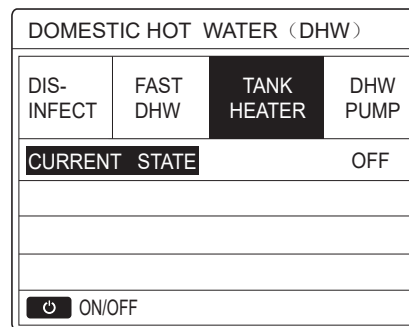 DOMESTIC HOT WATER（DHW）
DIS- FAST TANK DHW
INFECT DHW HEATER PUMP
CURRENT STATE OFF
ON/OFF